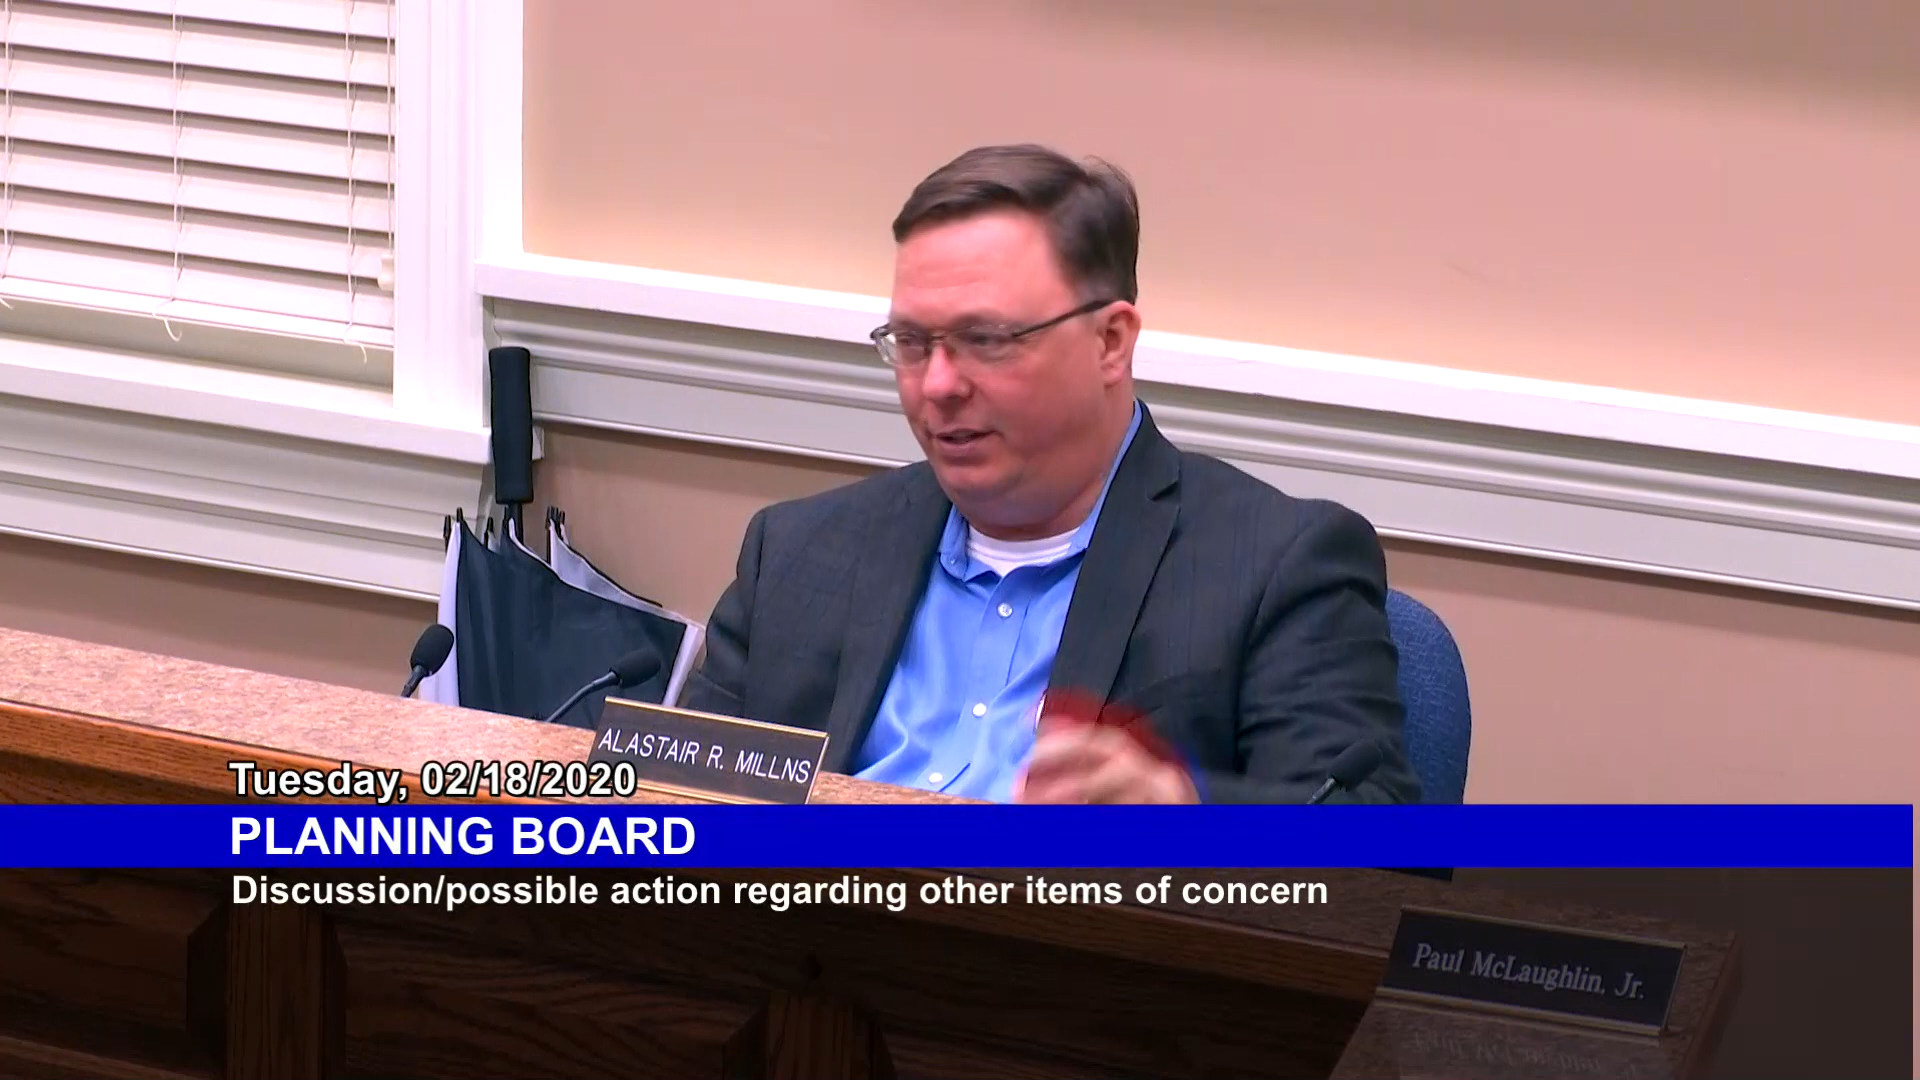 ALASTAIR R. MILLNS
Tuesday, 02/18/2020
PLANNING BOARD
Discussion/possible action regarding other items of concern
Paul McLaughlin, Jr.